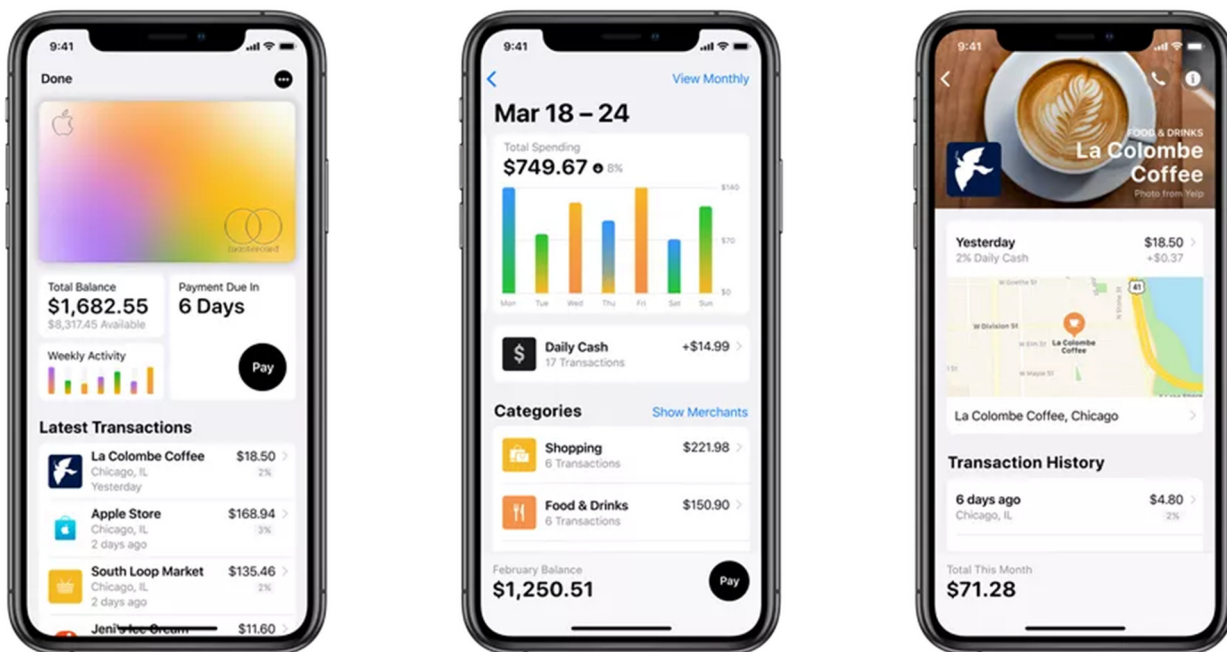 9:41
Done
mastercard
Total Balance
$1,682.55
$8,317.45 Available
Payment Due In
6 Days
Weekly Activity
Pay
Latest Transactions
La Colombe Coffee $18.50
Chicago, IL 2%
Yesterday
Apple Store $168.94
Chicago, IL 3%
2 days ago
South Loop Market $135.46
Chicago, IL 2%
2 days ago
Jeni's Ice Cream $11.60
9:41
View Monthly
Mar 18 – 24
Total Spending
$749.67 8%
$140
$70
$0
Mon Tue Wed Thu Fri Sat Sun
$ Daily Cash +$14.99
17 Transactions
Categories Show Merchants
Shopping $221.98
6 Transactions
Food & Drinks $150.90
6 Transactions
February Balance
$1,250.51
Pay
9:41
FOOD & DRINKS
La Colombe
Coffee
Photo from Yelp
Yesterday $18.50
2% Daily Cash +$0.37
W Goethe St
41
N State St
W Division St
W Elm St
La Colombe
Coffee
W Maple St
La Colombe Coffee, Chicago
Transaction History
6 days ago $4.80
Chicago, IL 2%
Total This Month
$71.28